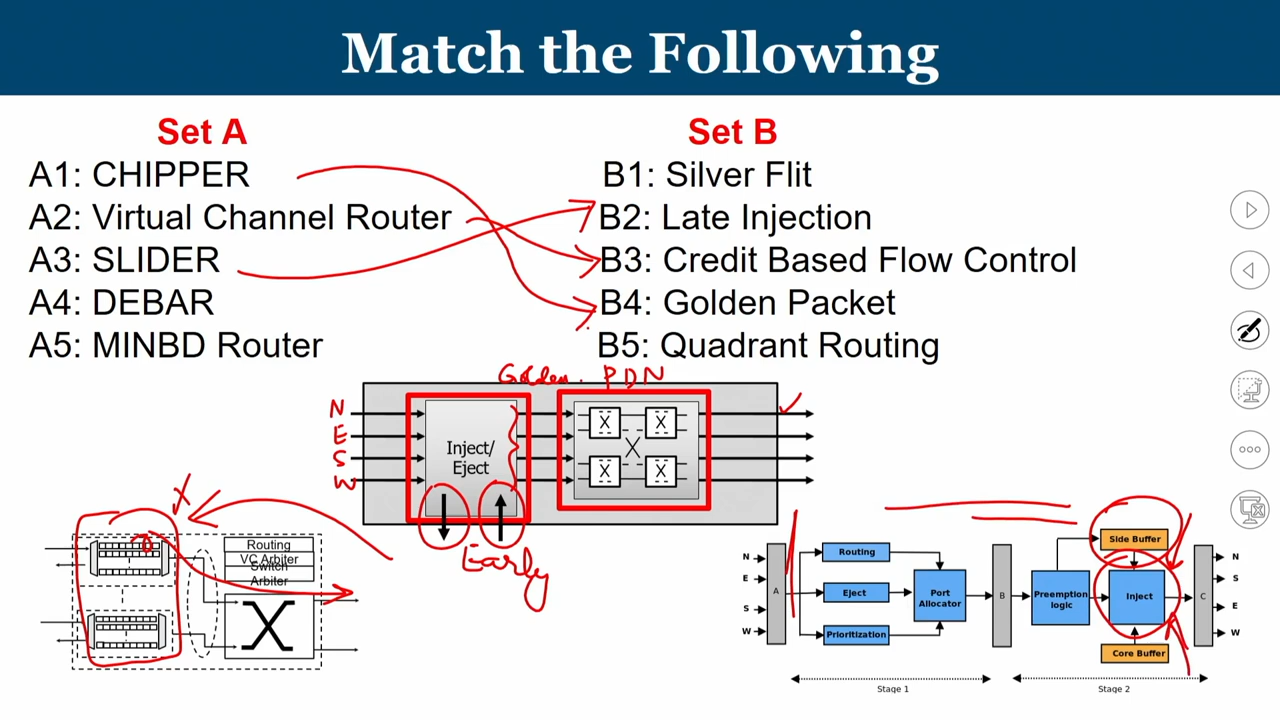 Match the Following
Set A
A1: CHIPPER
A2: Virtual Channel Router
A3: SLIDER
A4: DEBAR
A5: MINBD Router
Set B
B1: Silver Flit
B2: Late Injection
B3: Credit Based Flow Control
B4: Golden Packet
B5: Quadrant Routing
Golden. PDN
N
E
S
W
Inject/
Eject
X
X
X
X
X
Early
X
Routing
VC Arbiter
Switch
Arbiter
N
E
S
W
A
Routing
Eject
Prioritization
Port
Allocator
B
Preemption
logic
Side Buffer
Inject
Core Buffer
C
N
S
E
W
Stage 1
Stage 2